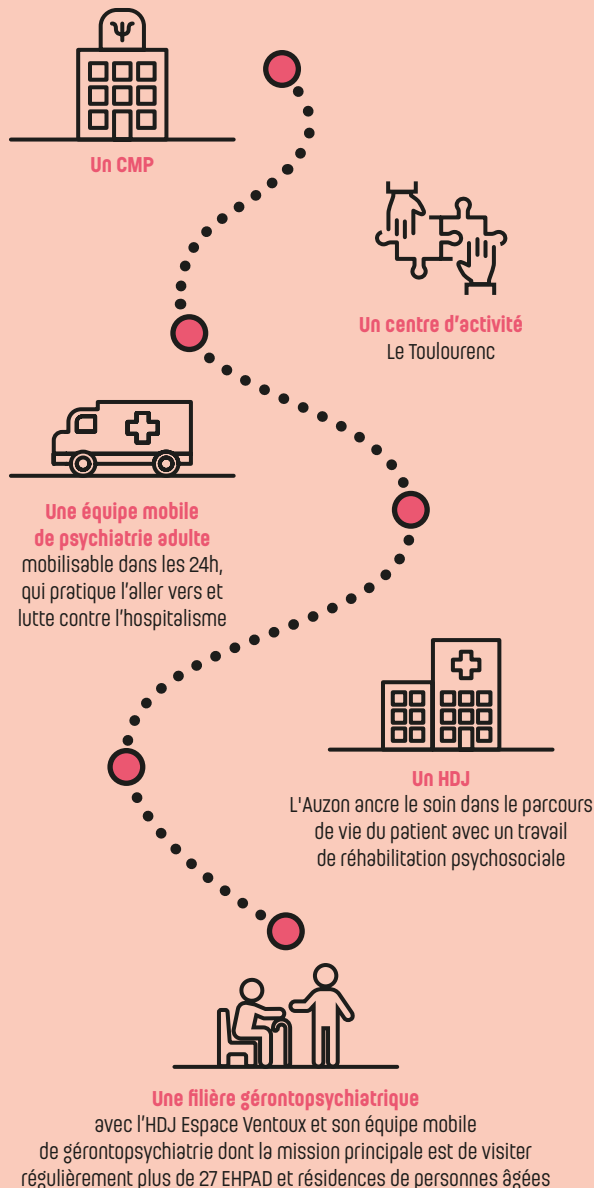 Ψ
Un CMP
Un centre d'activité
Le Toulourenc
Une équipe mobile
de psychiatrie adulte
mobilisable dans les 24h,
qui pratique l'aller vers et
lutte contre l'hospitalisme
Un HDJ
L'Auzon ancre le soin dans le parcours
de vie du patient avec un travail
de réhabilitation psychosociale
Une filière gérontopsychiatrique
avec l'HDJ Espace Ventoux et son équipe mobile
de gérontopsychiatrie dont la mission principale est de visiter
régulièrement plus de 27 EHPAD et résidences de personnes âgées